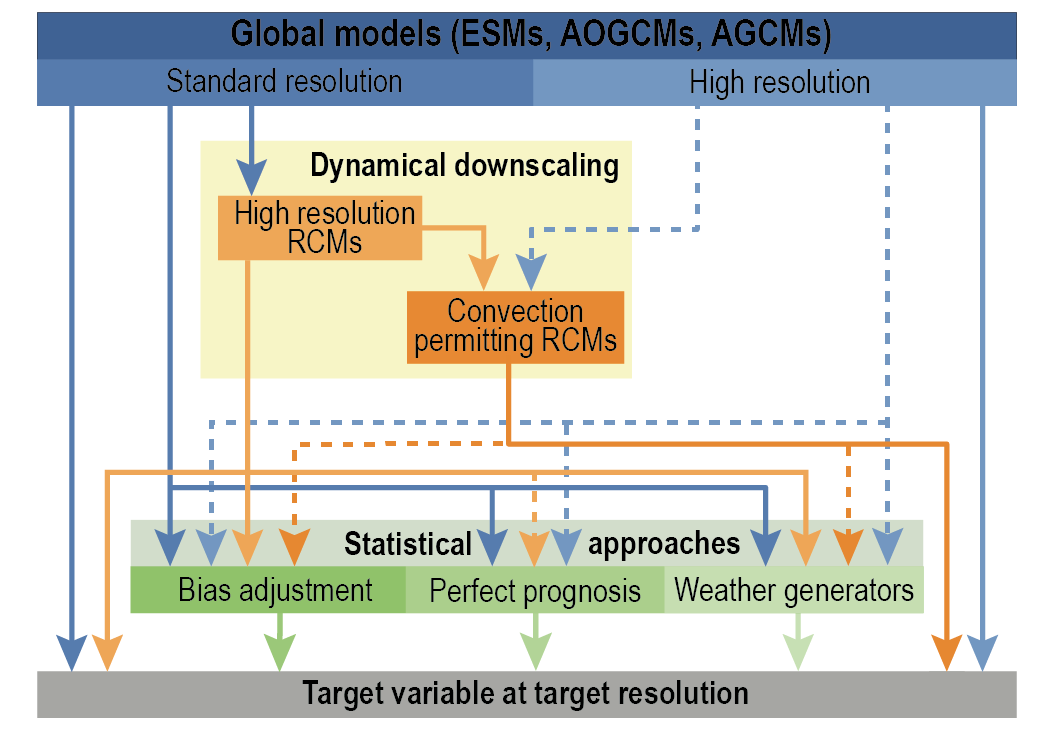 Global models (ESMs, AOGCMs, AGCMs)
Standard resolution
High resolution
Dynamical downscaling
High resolution
RCMs
Convection
permitting RCMs
Statistical approaches
Bias adjustment
Perfect prognosis
Weather generators
Target variable at target resolution